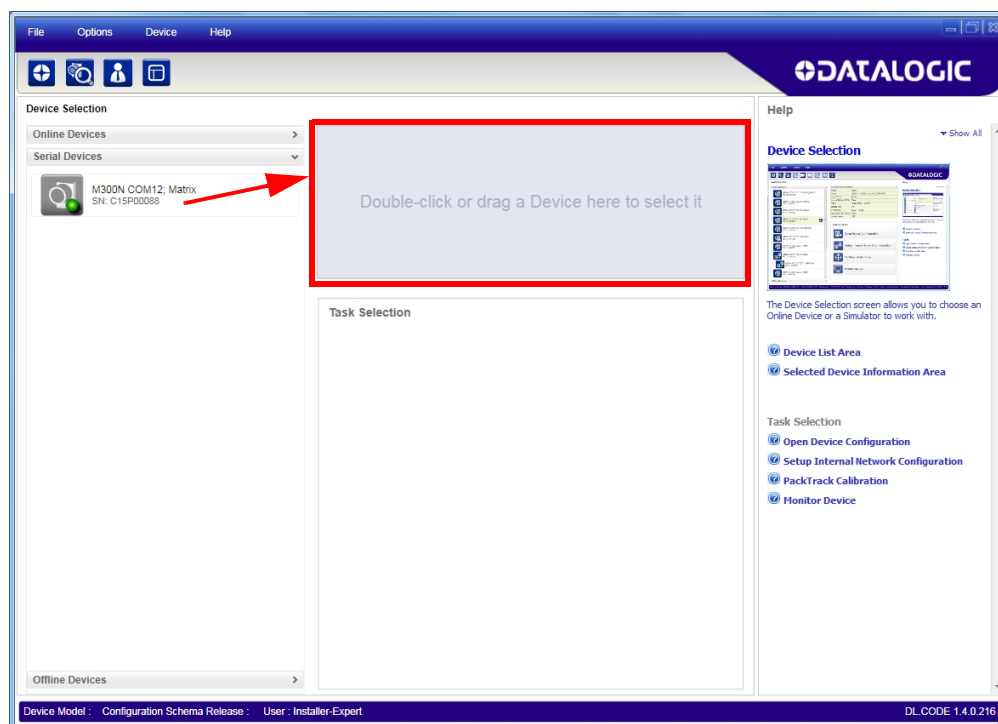 File Options Device Help
DATALOGIC
Device Selection
Online Devices
Serial Devices
M300N COM12; Matrix
SN: C15P00088
Offline Devices
Double-click or drag a Device here to select it
Task Selection
Help
Show All
Device Selection
The Device Selection screen allows you to choose an
Online Device or a Simulator to work with.
Device List Area
Selected Device Information Area
Task Selection
Open Device Configuration
Setup Internal Network Configuration
PackTrack Calibration
Monitor Device
Device Model : Configuration Schema Release : User : Installer-Expert
DL.CODE 1.4.0.216